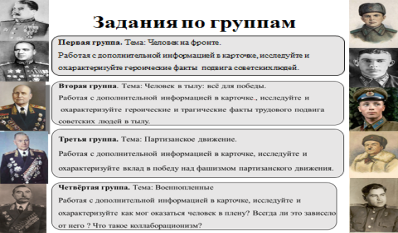 Задания по группам
Первая группа. Тема: Человек на фронте.
Работая с дополнительной информацией в карточке, исследуйте и
охарактеризуйте героические факты подвига советскихлюдей.
Вторая группа. Тема: Человек в тылу: всё для победы.
Работая с дополнительной информацией в карточке., исследуйте и
охарактеризуйте героические и трагические факты трудового подвига
советских людей в тылу.
Третья группа. Тема: Партизанское движение.
Работая с дополнительной информацией в карточке, исследуйте и
охарактеризуйте вклад в победу над фашизмом партизанского движения.
Четвёртая группа. Тема: Военнопленные
Работая с дополнительной информацией в карточке, исследуйте и
охарактеризуйте как мог оказаться человек в плену? Всегда ли это зависело
от него ? Что такое коллаборационизм?